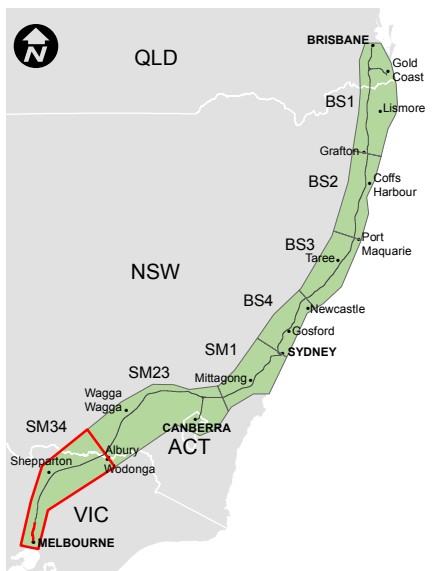 BRISBANE
N
QLD
Gold
Coast
BS1
Lismore
Grafton
BS2
Coffs
Harbour
BS3
Port
Maquarie
Taree
NSW
BS4
Newcastle
Gosford
SM1
SYDNEY
SM23
Mittagong
Wagga
Wagga
SM34
CANBERRA
ACT
Albury
Shepparton
Wodonga
VIC
MELBOURNE